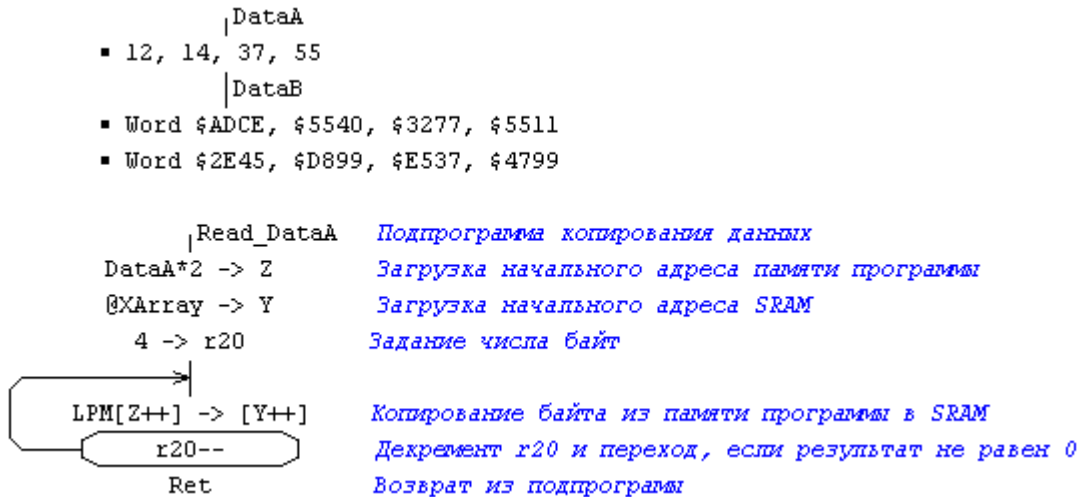 DataA
▪ 12, 14, 37, 55
DataB
▪ Word $ADCE, $5540, $3277, $5511
▪ Word $2E45, $D899, $E537, $4799
Read_DataA Подпрограмма копирования данных
DataA*2 -> Z Загрузка начального адреса памяти программы
@XArray -> Y Загрузка начального адреса SRAM
4 -> r20 Задание числа байт
LPM[Z++] -> [Y++] Копирование байта из памяти программы в SRAM
r20-- Декремент r20 и переход, если результат не равен 0
Ret Возврат из подпрограмы